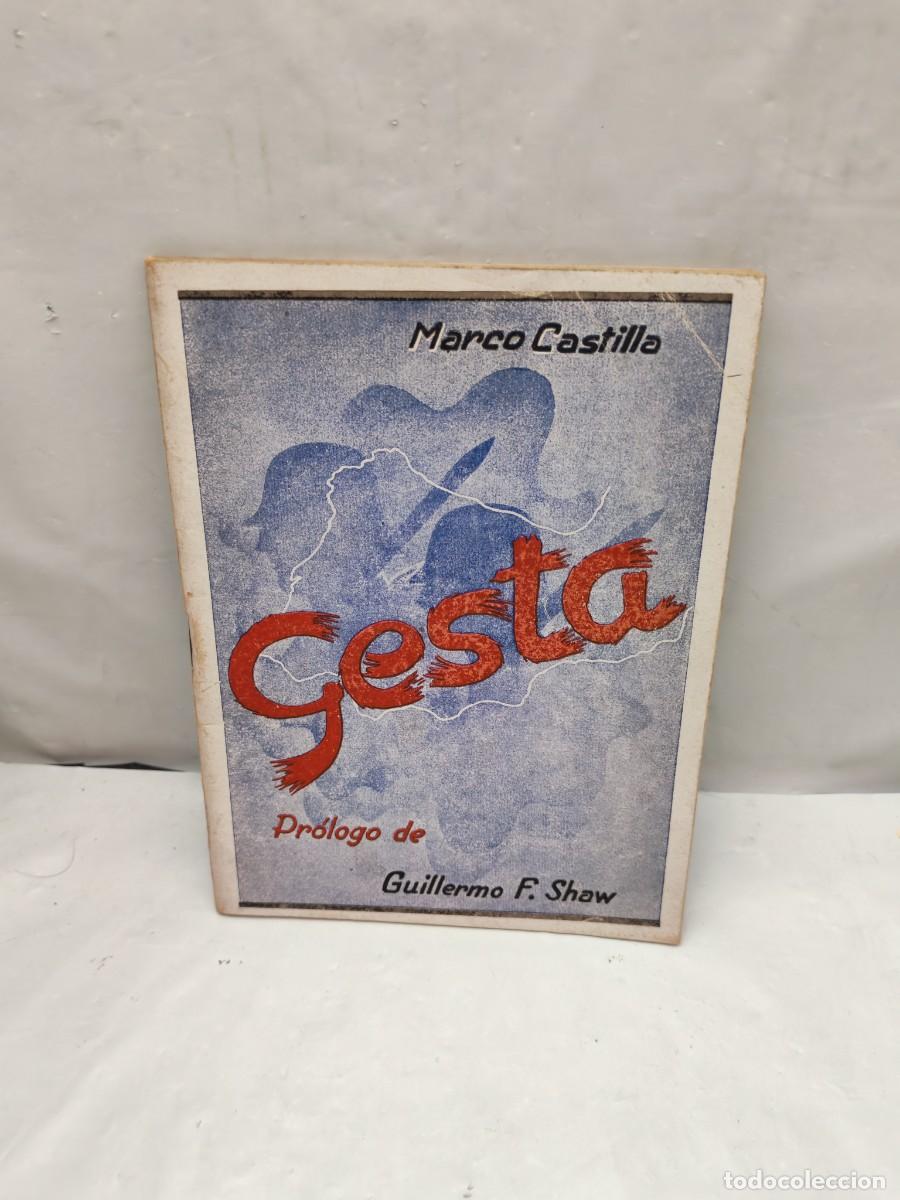 Marco Castilla
Gesta
Prólogo de
Guillermo F. Shaw
todocoleccion